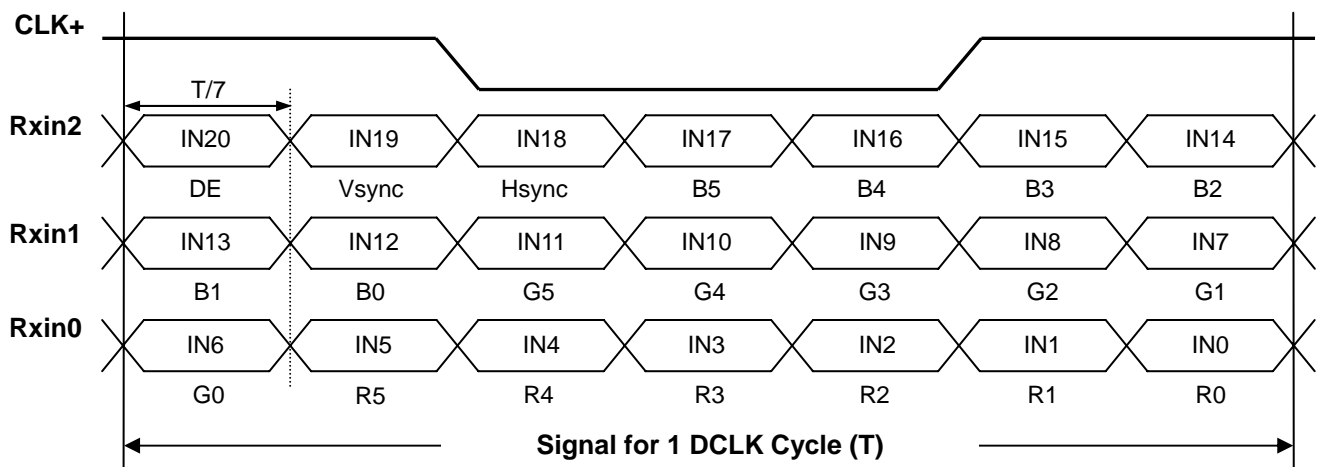 CLK+
T/7
Rxin2
IN20 IN19 IN18 IN17 IN16 IN15 IN14
DE Vsync Hsync B5 B4 B3 B2
Rxin1
IN13 IN12 IN11 IN10 IN9 IN8 IN7
B1 B0 G5 G4 G3 G2 G1
Rxin0
IN6 IN5 IN4 IN3 IN2 IN1 IN0
G0 R5 R4 R3 R2 R1 R0
Signal for 1 DCLK Cycle (T)